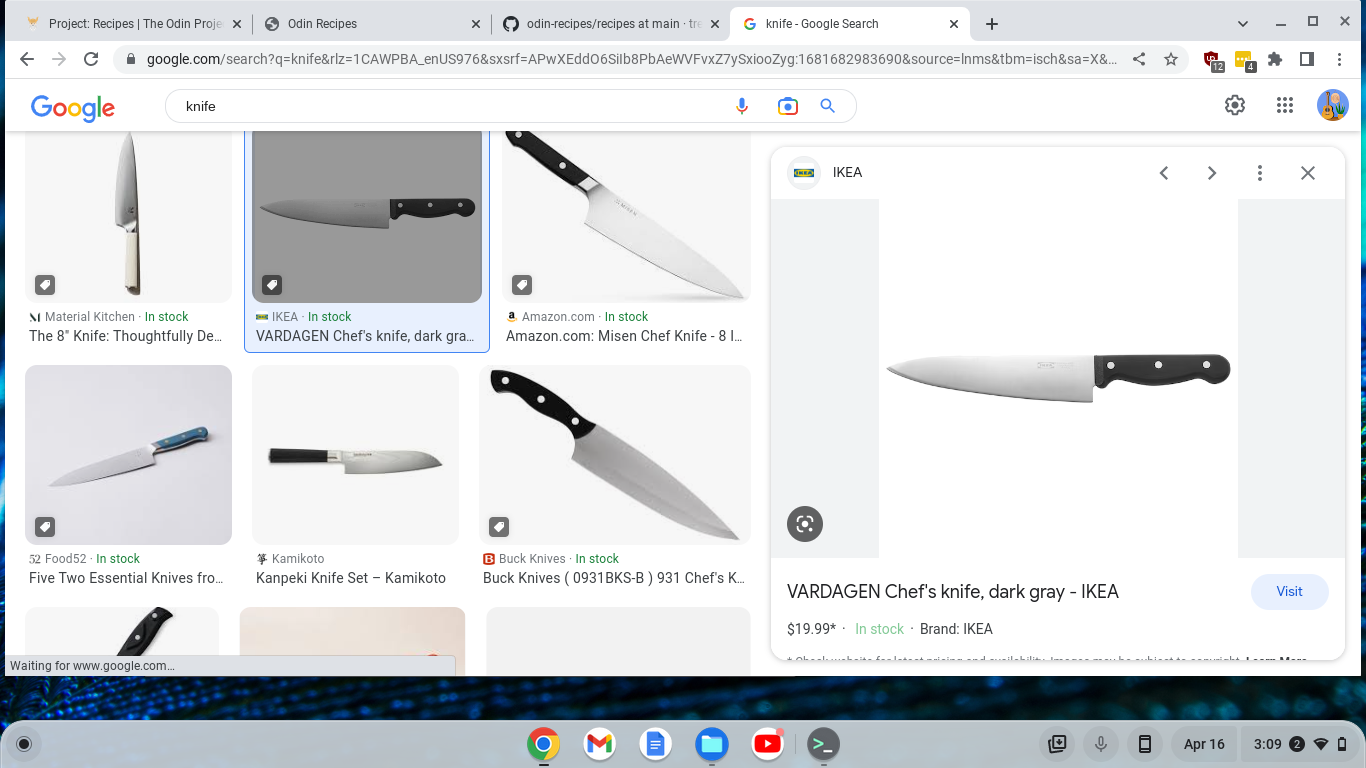 Project: Recipes | The Odin Proje
Odin Recipes
odin-recipes/recipes at main · tre
knife - Google Search
google.com/search?q=knife&rlz=1CAWPBA_enUS976&sxsrf=APwXEddO6SiIb8PbAeWVFvxZ7ySxiooZyg:1681682983690&source=lnms&tbm=isch&sa=X&...
12
4
Google
knife
IKEA
IKEA
MISEN
Material Kitchen · In stock
The 8" Knife: Thoughtfully De...
IKEA · In stock
VARDAGEN Chef's knife, dark gra...
Amazon.com · In stock
Amazon.com: Misen Chef Knife - 8 I...
52 Food52 · In stock
Five Two Essential Knives fro...
Kamikoto
Kanpeki Knife Set – Kamikoto
B Buck Knives · In stock
Buck Knives ( 0931BKS-B ) 931 Chef's K...
VARDAGEN Chef's knife, dark gray - IKEA
Visit
$19.99* · In stock · Brand: IKEA
* Check website for latest pricing and availability. Images may be subject to copyright. Learn More
Waiting for www.google.com...
Apr 16
3:09
2